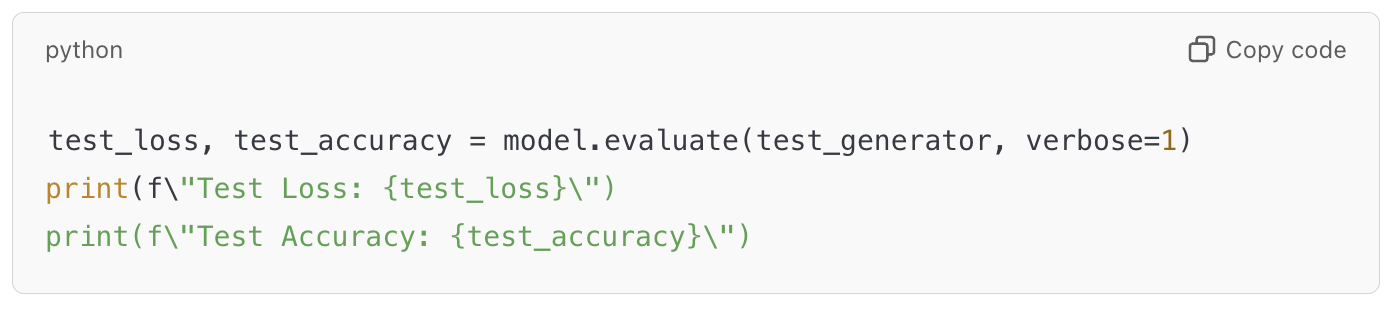 python
Copy code
test_loss, test_accuracy = model.evaluate(test_generator, verbose=1)
print(f\"Test Loss: {test_loss}\")
print(f\"Test Accuracy: {test_accuracy}\")